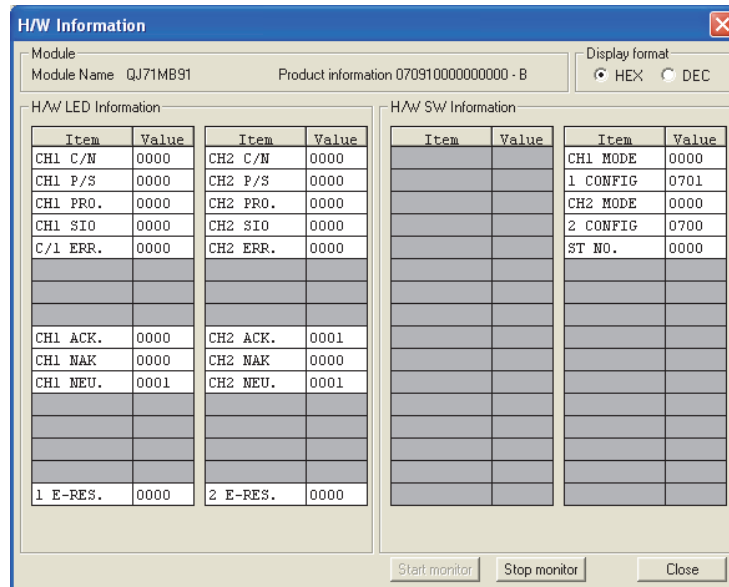 H/W Information
Module
Module Name QJ71MB91 Product information 070910000000000 - B
Display format
HEX DEC
H/W LED Information
Item Value Item Value
CH1 C/N 0000 CH2 C/N 0000
CH1 P/S 0000 CH2 P/S 0000
CH1 PRO. 0000 CH2 PRO. 0000
CH1 SIO 0000 CH2 SIO 0000
C/1 ERR. 0000 CH2 ERR. 0000
CH1 ACK. 0000 CH2 ACK. 0001
CH1 NAK 0000 CH2 NAK 0000
CH1 NEU. 0001 CH2 NEU. 0001
1 E-RES. 0000 2 E-RES. 0000
H/W SW Information
Item Value Item Value
CH1 MODE 0000
1 CONFIG 0701
CH2 MODE 0000
2 CONFIG 0700
ST NO. 0000
Start monitor Stop monitor Close